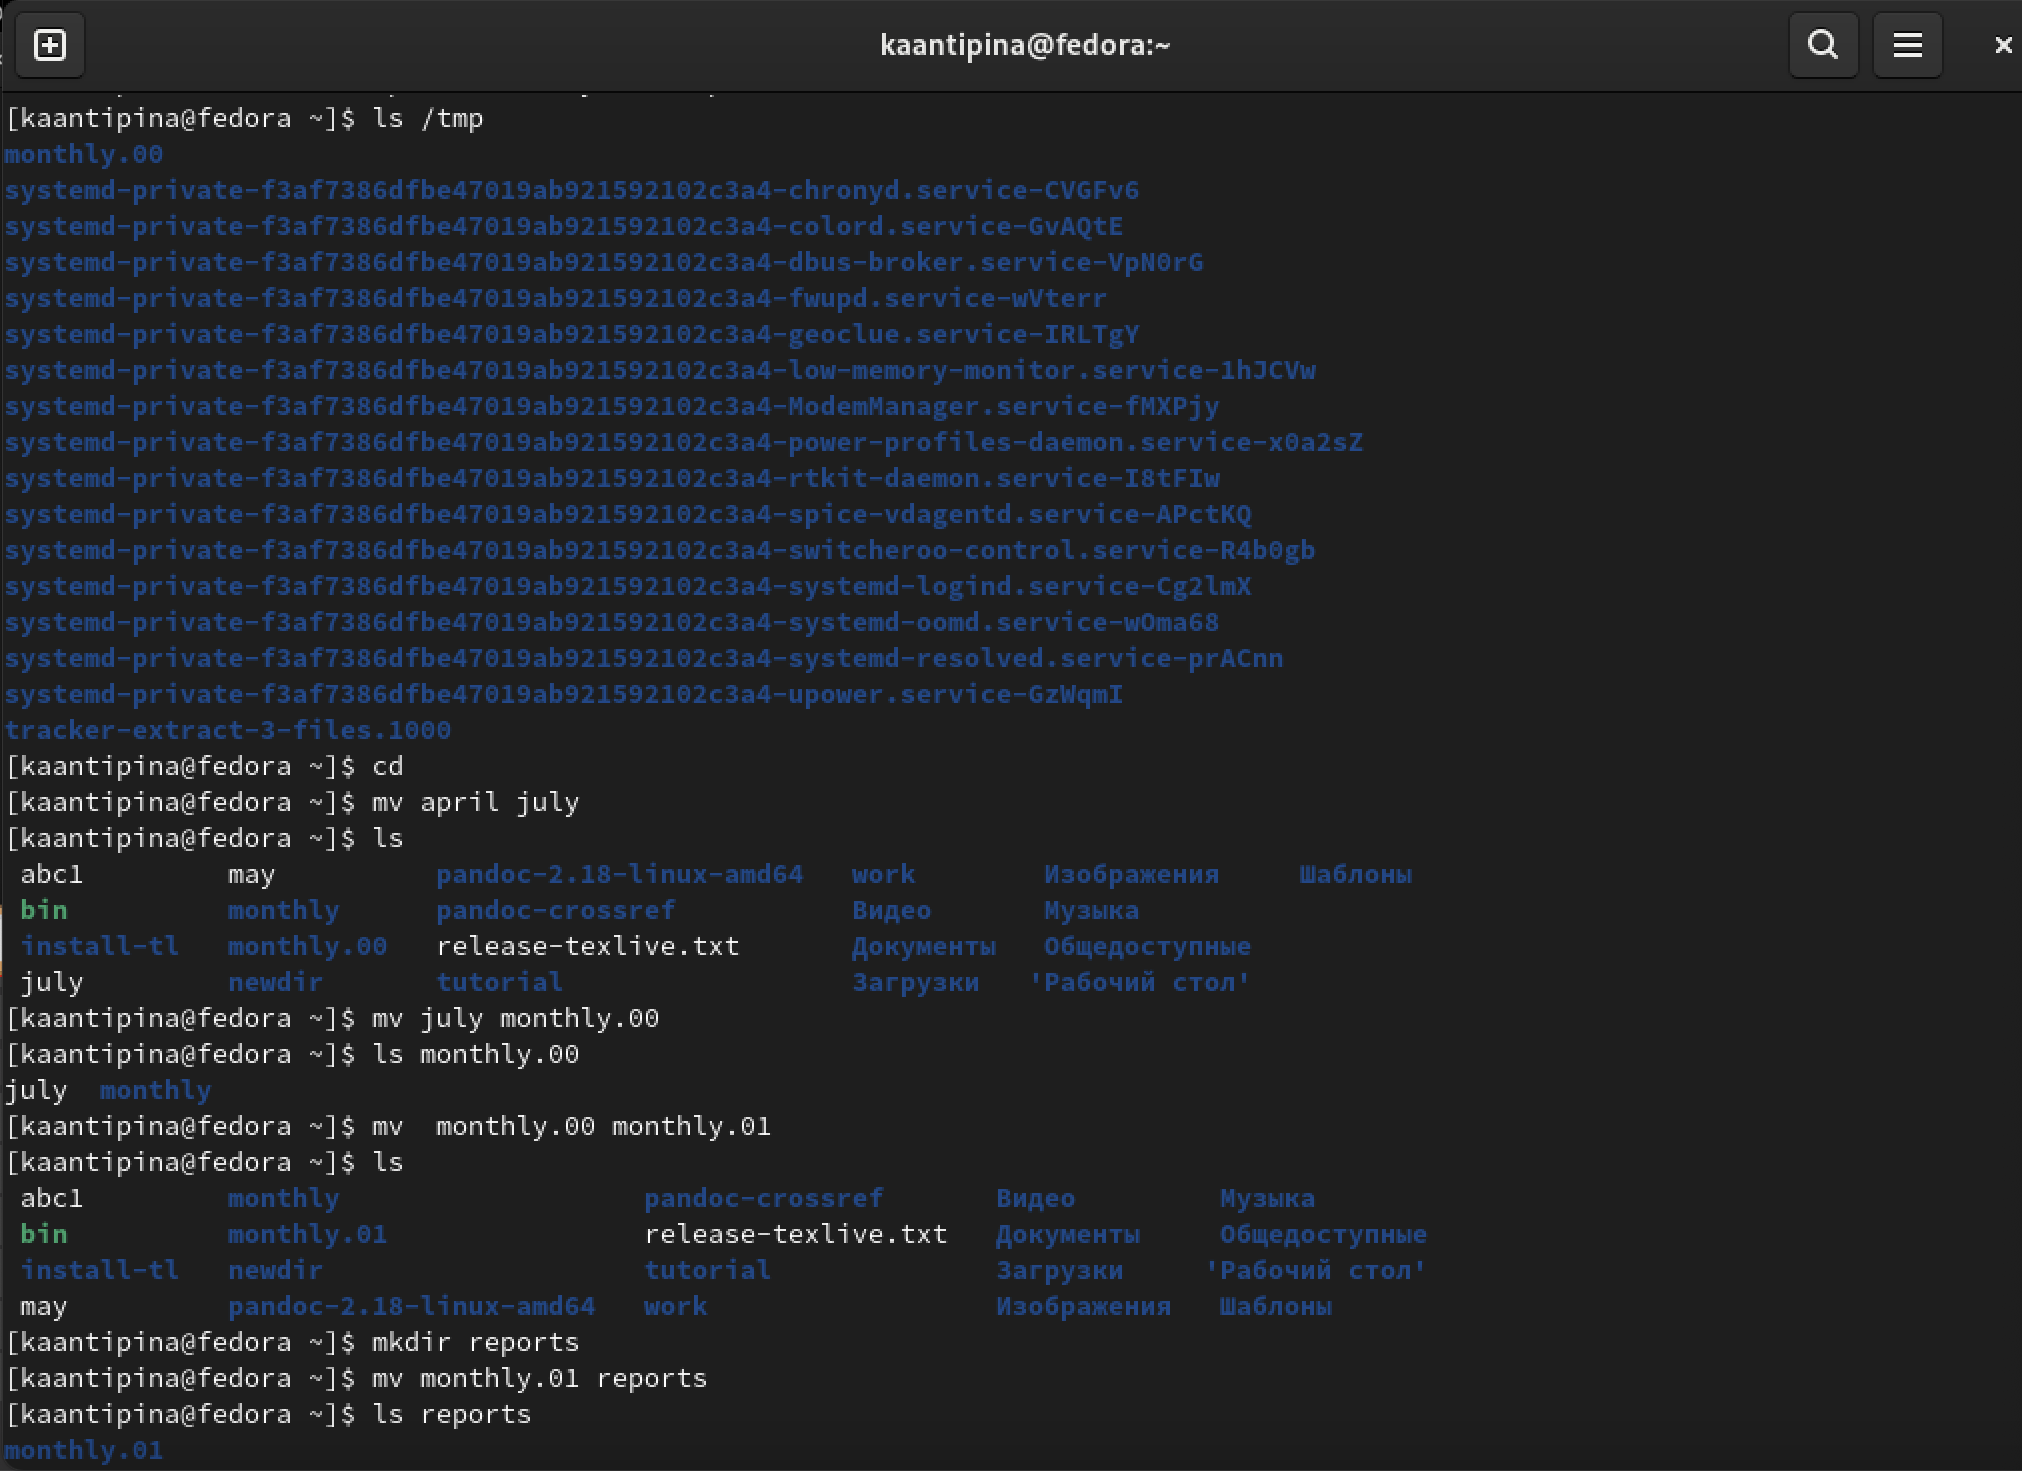 kaantipina@fedora:~
[kaantipina@fedora ~]$ ls /tmp
monthly.00
systemd-private-f3af7386dfbe47019ab921592102c3a4-chronyd.service-CVGFv6
systemd-private-f3af7386dfbe47019ab921592102c3a4-colord.service-GvAQtE
systemd-private-f3af7386dfbe47019ab921592102c3a4-dbus-broker.service-VpN0rG
systemd-private-f3af7386dfbe47019ab921592102c3a4-fwupd.service-wVterr
systemd-private-f3af7386dfbe47019ab921592102c3a4-geoclue.service-IRLTgY
systemd-private-f3af7386dfbe47019ab921592102c3a4-low-memory-monitor.service-1hJCVw
systemd-private-f3af7386dfbe47019ab921592102c3a4-ModemManager.service-fMXPjy
systemd-private-f3af7386dfbe47019ab921592102c3a4-power-profiles-daemon.service-x0a2sZ
systemd-private-f3af7386dfbe47019ab921592102c3a4-rtkit-daemon.service-I8tFIw
systemd-private-f3af7386dfbe47019ab921592102c3a4-spice-vdagentd.service-APctKQ
systemd-private-f3af7386dfbe47019ab921592102c3a4-switcheroo-control.service-R4b0gb
systemd-private-f3af7386dfbe47019ab921592102c3a4-systemd-logind.service-Cg2lmX
systemd-private-f3af7386dfbe47019ab921592102c3a4-systemd-oomd.service-wOma68
systemd-private-f3af7386dfbe47019ab921592102c3a4-systemd-resolved.service-prACnn
systemd-private-f3af7386dfbe47019ab921592102c3a4-upower.service-GzWqmI
tracker-extract-3-files.1000
[kaantipina@fedora ~]$ cd
[kaantipina@fedora ~]$ mv april july
[kaantipina@fedora ~]$ ls
abc1 may pandoc-2.18-linux-amd64 work Изображения Шаблоны
bin monthly pandoc-crossref Видео Музыка
install-tl monthly.00 release-texlive.txt Документы Общедоступные
july newdir tutorial Загрузки 'Рабочий стол'
[kaantipina@fedora ~]$ mv july monthly.00
[kaantipina@fedora ~]$ ls monthly.00
july monthly
[kaantipina@fedora ~]$ mv  monthly.00 monthly.01
[kaantipina@fedora ~]$ ls
abc1 monthly pandoc-crossref Видео Музыка
bin monthly.01 release-texlive.txt Документы Общедоступные
install-tl newdir tutorial Загрузки 'Рабочий стол'
may pandoc-2.18-linux-amd64 work Изображения Шаблоны
[kaantipina@fedora ~]$ mkdir reports
[kaantipina@fedora ~]$ mv monthly.01 reports
[kaantipina@fedora ~]$ ls reports
monthly.01